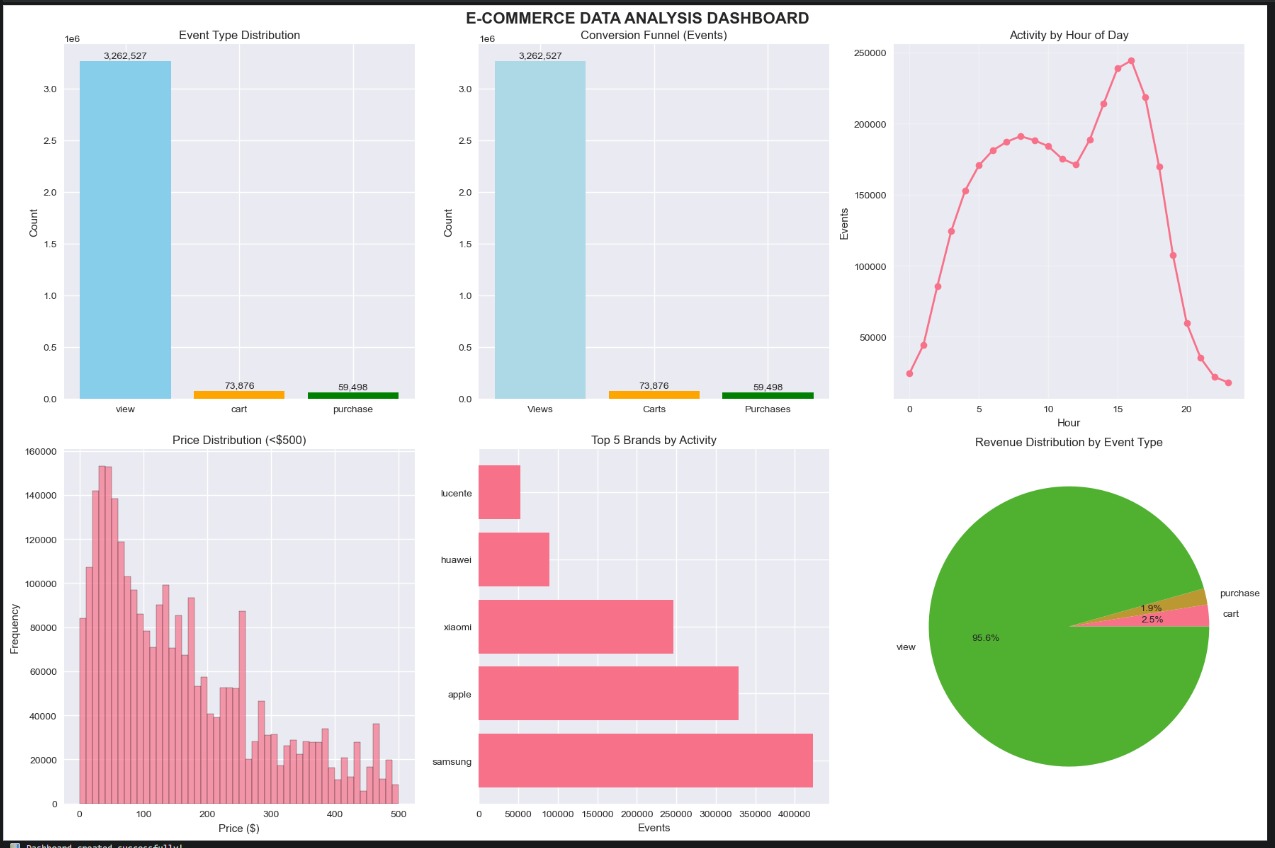 E-COMMERCE DATA ANALYSIS DASHBOARD
Event Type Distribution
1e6
3,262,527
3.0
2.5
2.0
1.5
1.0
0.5
0.0
Count
73,876
59,498
view cart purchase
Conversion Funnel (Events)
1e6
3,262,527
3.0
2.5
2.0
1.5
1.0
0.5
0.0
Count
73,876
59,498
Views Carts Purchases
Activity by Hour of Day
250000
200000
150000
100000
50000
Events
0 5 10 15 20
Hour
Price Distribution (<$500)
160000
140000
120000
100000
80000
60000
40000
20000
0
Frequency
0 100 200 300 400 500
Price ($)
Top 5 Brands by Activity
lucente
huawei
xiaomi
apple
samsung
0 50000 100000 150000 200000 250000 300000 350000 400000
Events
Revenue Distribution by Event Type
purchase
1.9%
cart
2.5%
95.6%
view
Dashboard created successfully!